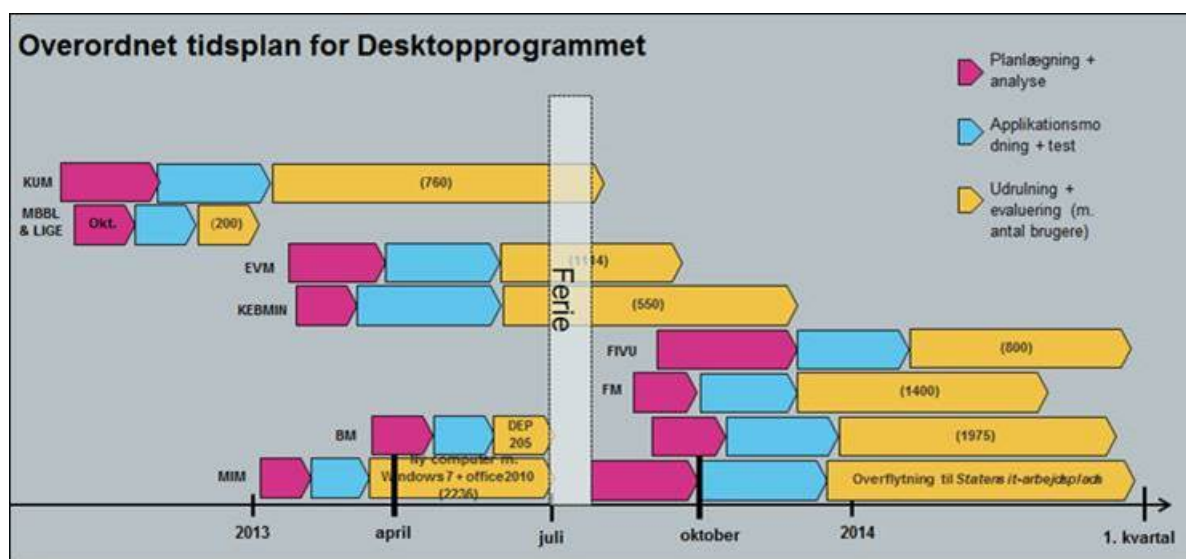 Overordnet tidsplan for Desktopprogrammet
Planlægning +
analyse
Applikationsmo
dning + test
Udrulning +
evaluering (m.
antal brugere)
KUM
(760)
MBBL
& LIGE
Okt.
(200)
EVM
(1114)
KEBMIN
(550)
Ferie
FIVU
(800)
FM
(1400)
BM
DEP
205
(1975)
MIM
Ny computer m.
Windows 7 + office2010
(2236)
Overflytning til Statens it-arbejdsplads
2013
april
juli
oktober
2014
1. kvartal